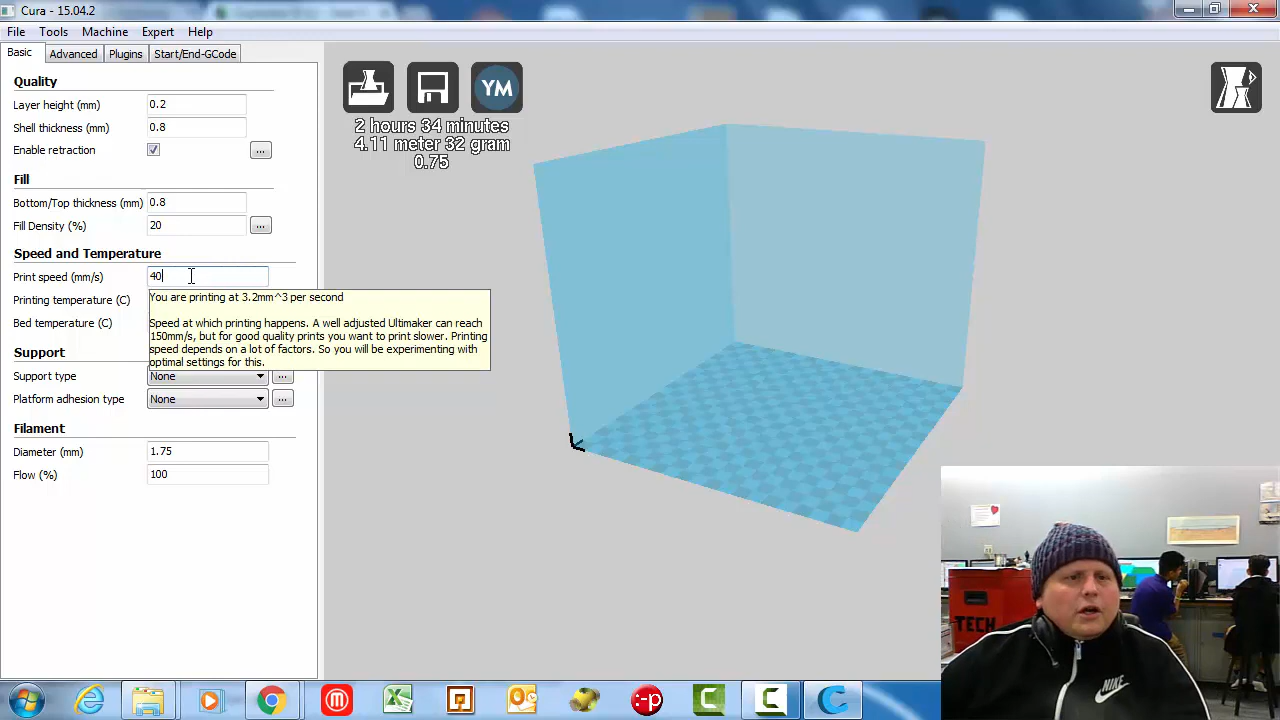 Cura - 15.04.2
File Tools Machine Expert Help
Basic Advanced Plugins Start/End-GCode
Quality
Layer height (mm) 0.2
Shell thickness (mm) 0.8
Enable retraction ...
Fill
Bottom/Top thickness (mm) 0.8
Fill Density (%) 20 ...
Speed and Temperature
Print speed (mm/s) 40
Printing temperature (C)
Bed temperature (C)
You are printing at 3.2mm^3 per second
Speed at which printing happens. A well adjusted Ultimaker can reach
150mm/s, but for good quality prints you want to print slower. Printing
speed depends on a lot of factors. So you will be experimenting with
optimal settings for this.
Support
Support type None ...
Platform adhesion type None ...
Filament
Diameter (mm) 1.75
Flow (%) 100
YM
2 hours 34 minutes
4.11 meter 32 gram
0.75
TECH
NIKE